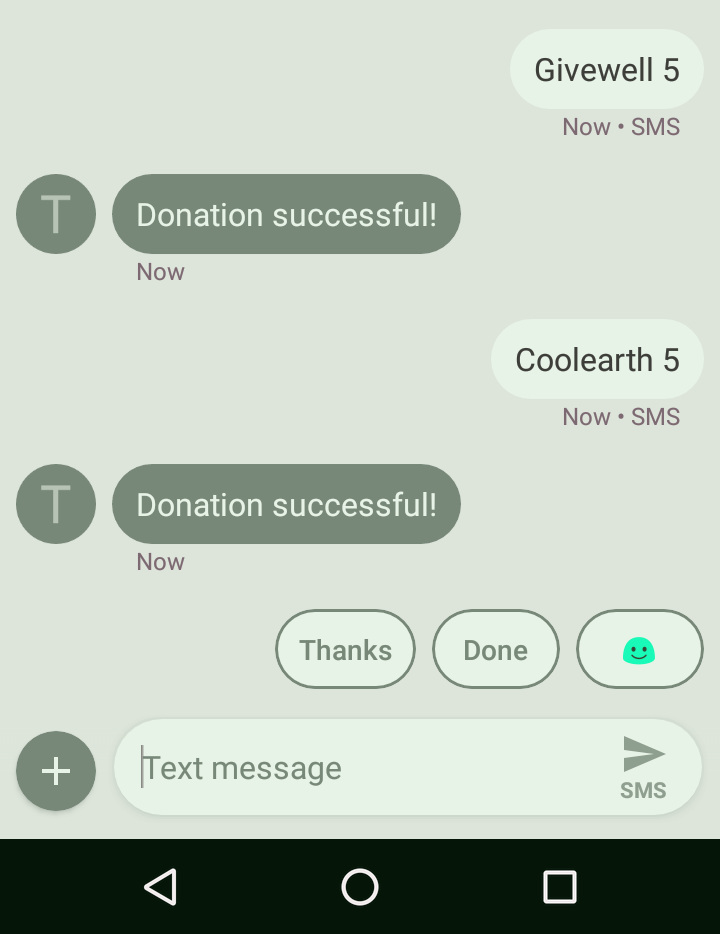 Givewell 5
Now • SMS
T
Donation successful!
Now
Coolearth 5
Now • SMS
T
Donation successful!
Now
Thanks
Done
Text message
SMS